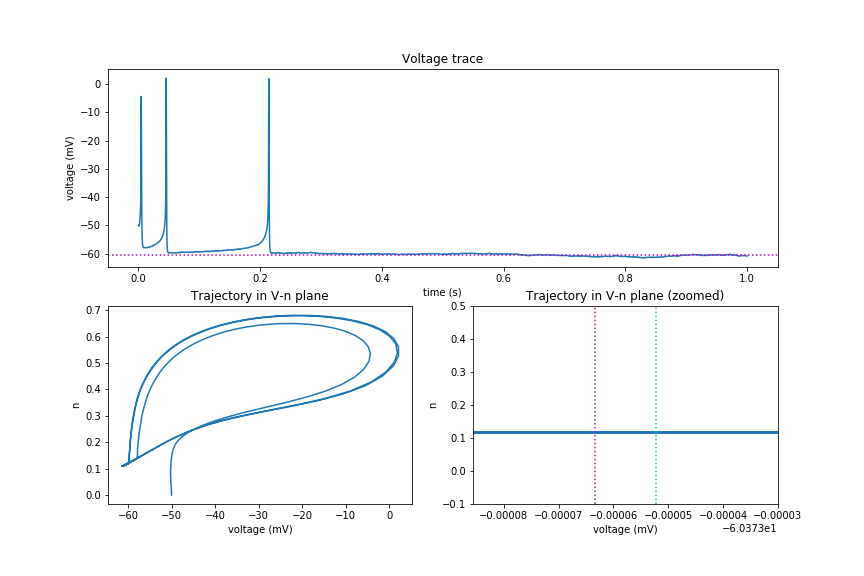 Voltage trace
voltage (mV)
0
−10
−20
−30
−40
−50
−60
0.0 0.2 0.4 0.6 0.8 1.0
time (s)
Trajectory in V-n plane
n
0.7
0.6
0.5
0.4
0.3
0.2
0.1
0.0
−60 −50 −40 −30 −20 −10 0
voltage (mV)
Trajectory in V-n plane (zoomed)
n
0.5
0.4
0.3
0.2
0.1
0.0
−0.1
−0.00008 −0.00007 −0.00006 −0.00005 −0.00004 −0.00003
voltage (mV)
−6.0373e1